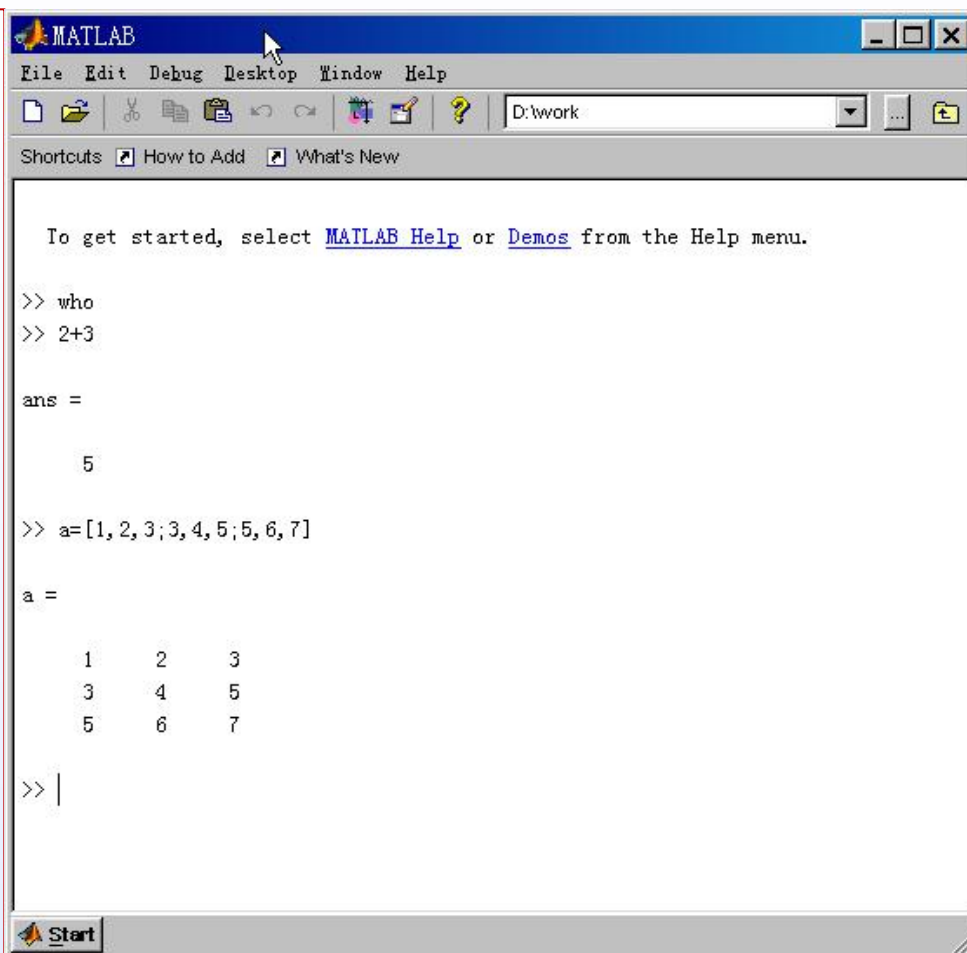 MATLAB
File Edit Debug Desktop Window Help
D:\work
...
Shortcuts How to Add What's New
To get started, select MATLAB Help or Demos from the Help menu.
>> who
>> 2+3
ans =
5
>> a=[1,2,3;3,4,5;5,6,7]
a =
1 2 3
3 4 5
5 6 7
>>
Start